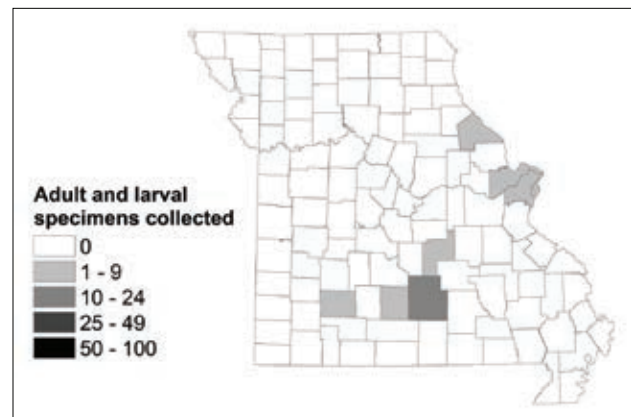 Adult and larval
specimens collected
0
1 - 9
10 - 24
25 - 49
50 - 100